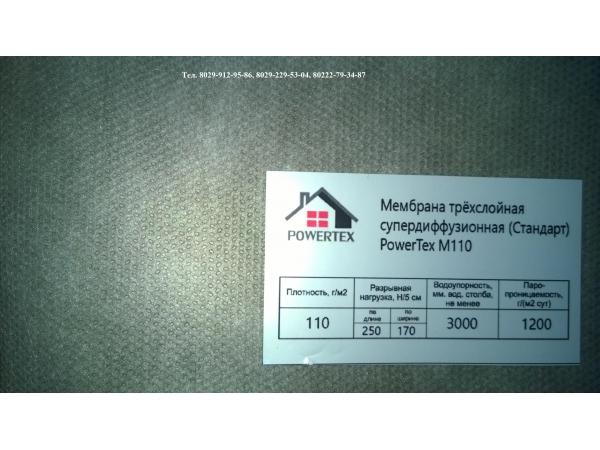 Тел. 8029-912-95-86, 8029-229-53-04, 80222-79-34-87
POWERTEX
Мембрана трёхслойная
супердиффузионная (Стандарт)
PowerTex M110
Плотность, г/м2
Разрывная
нагрузка, Н/5 см
Водоупорность,
мм. вод. столба,
не менее
Паро-
проницаемость,
г/(м2 сут)
110
по
длине
по
ширине
250
170
3000
1200